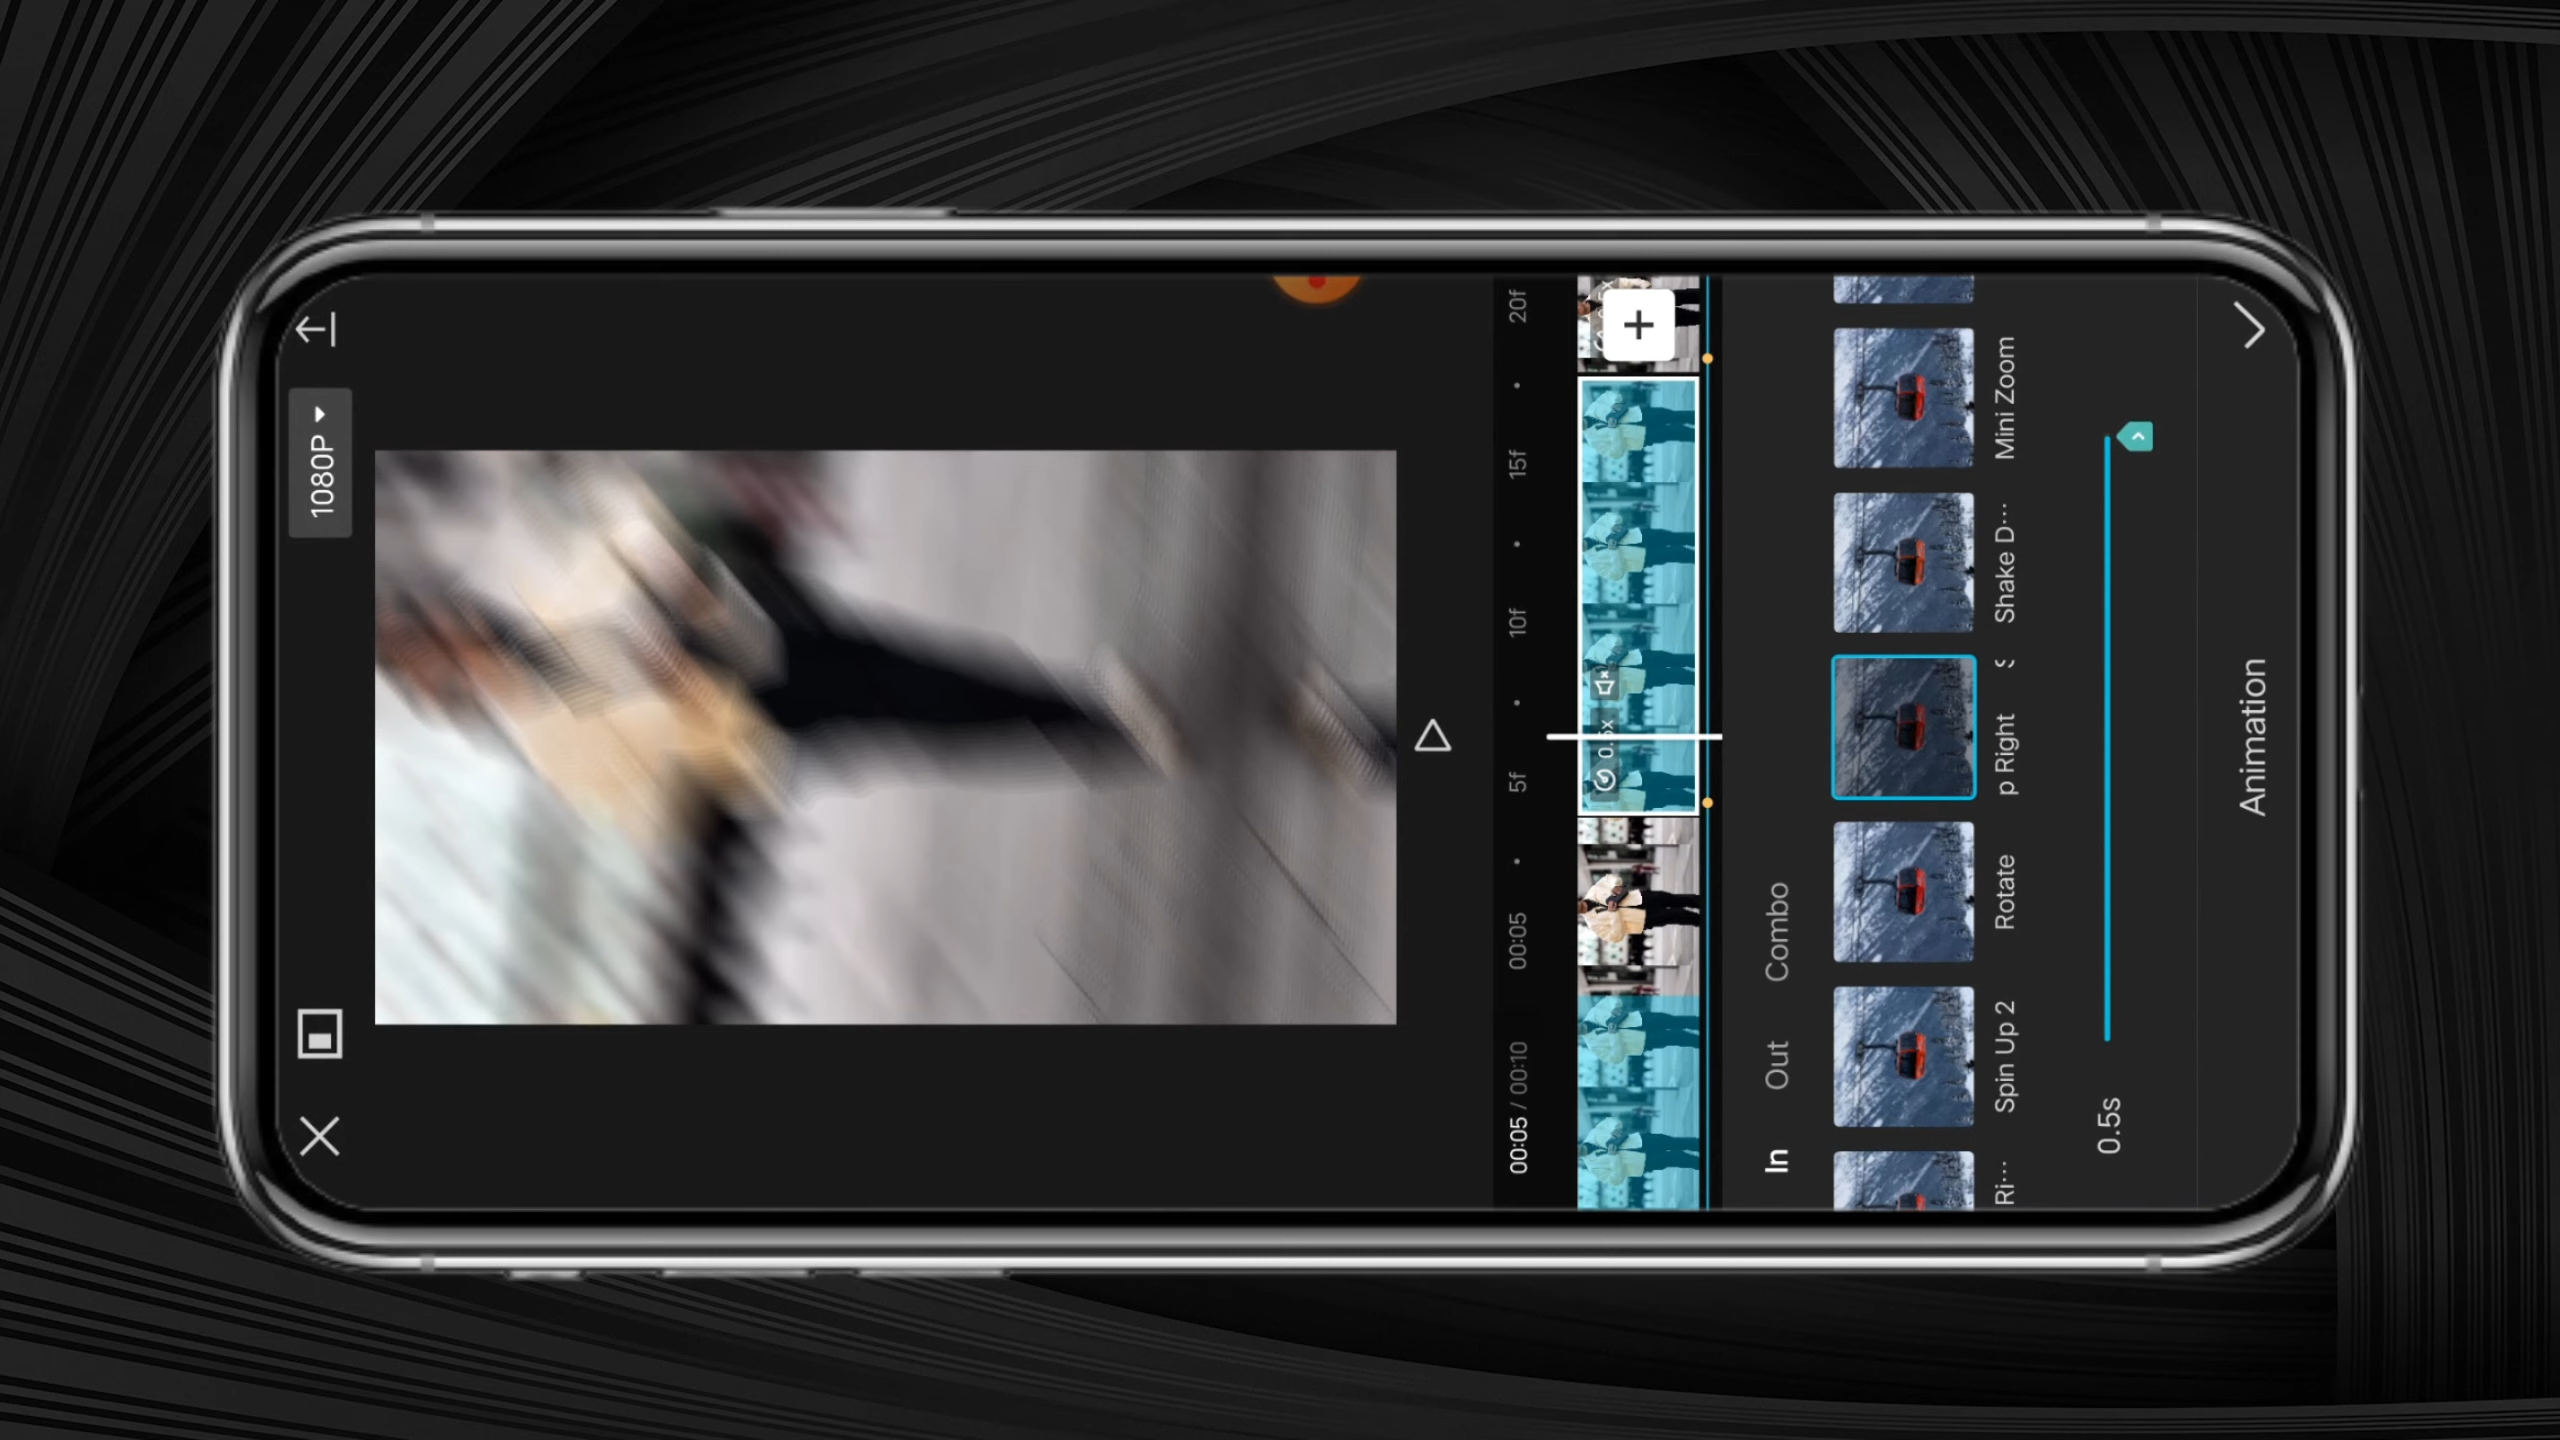 1080P
00:05 / 00:10
00:05
5f
10f
15f
20f
0.5x
In
Out
Combo
Ri...
Spin Up 2
Rotate
p Right
S
Shake D...
Mini Zoom
0.5s
Animation